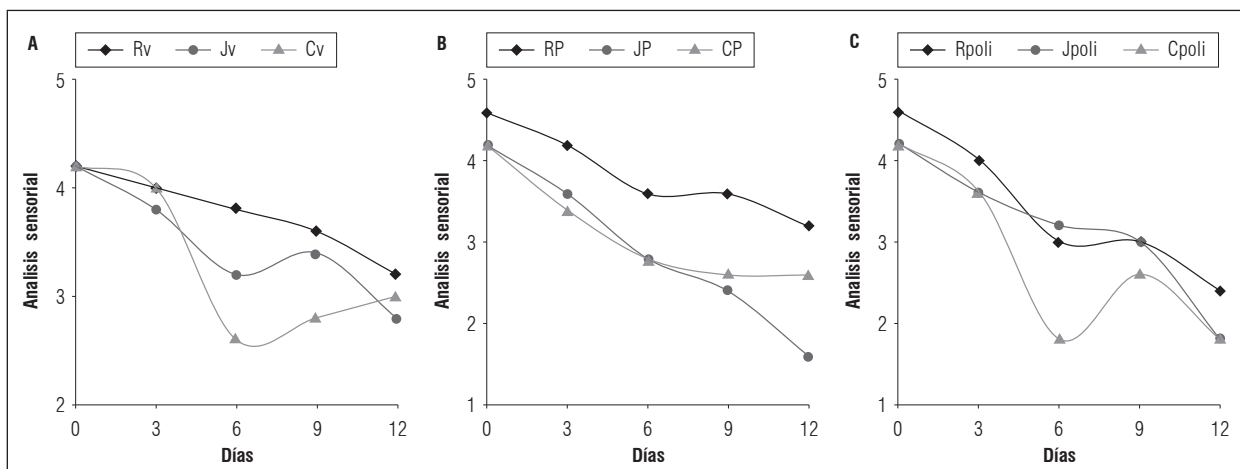 A
Rv Jv Cv
5
4
3
2
Analisis sensorial
0 3 6 9 12
Días
B
RP JP CP
5
4
3
2
1
Analisis sensorial
0 3 6 9 12
Días
C
Rpoli Jpoli Cpoli
5
4
3
2
1
Analisis sensorial
0 3 6 9 12
Días